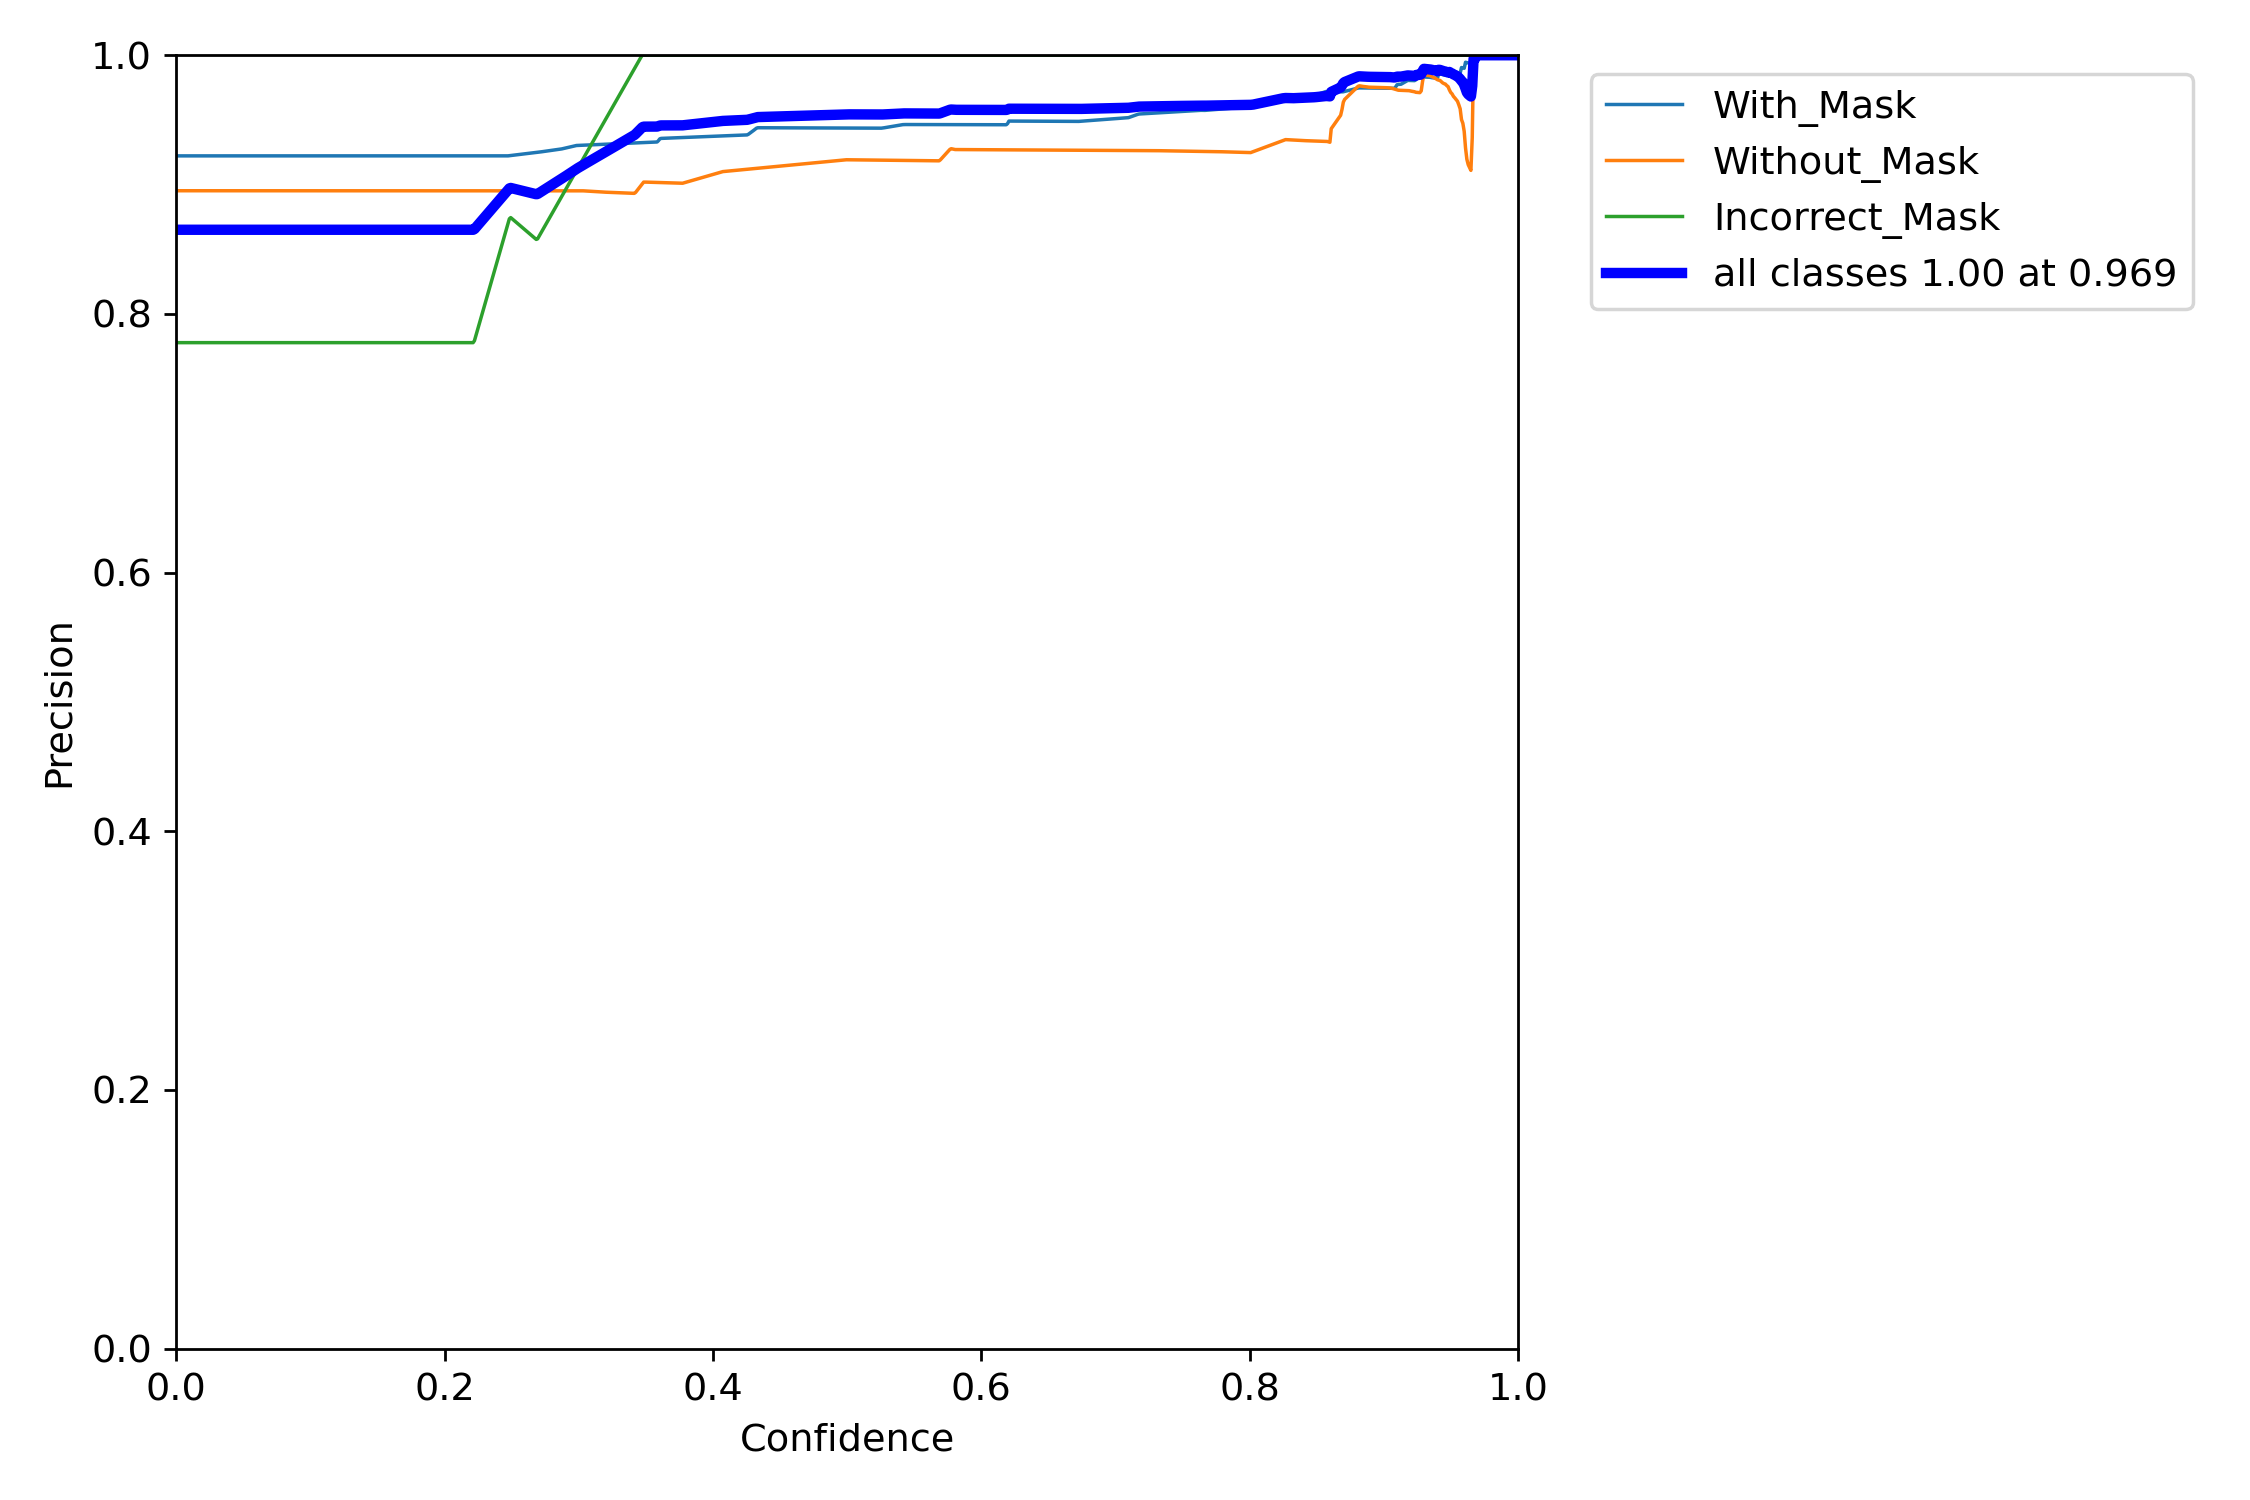 1.0
0.8
0.6
0.4
0.2
0.0
Precision
0.0 0.2 0.4 0.6 0.8 1.0
Confidence
With_Mask
Without_Mask
Incorrect_Mask
all classes 1.00 at 0.969